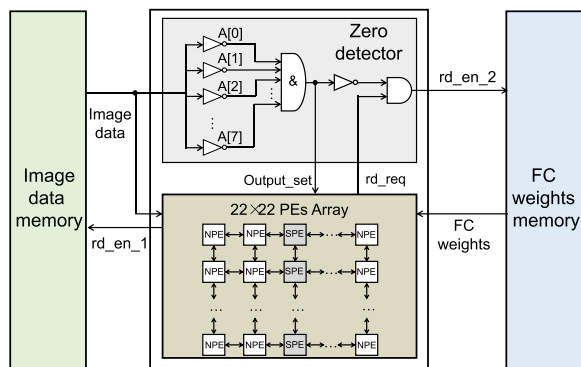 A[0]
A[1]
A[2]
⋮
A[7]
&
Zero
detector
rd_en_2
Image
data
Output_set
rd_req
Image
data
memory
rd_en_1
22×22 PEs Array
FC
weights
FC
weights
memory
NPE NPE SPE ... NPE
NPE NPE SPE ... NPE
... ... ... ...
NPE NPE SPE ... NPE